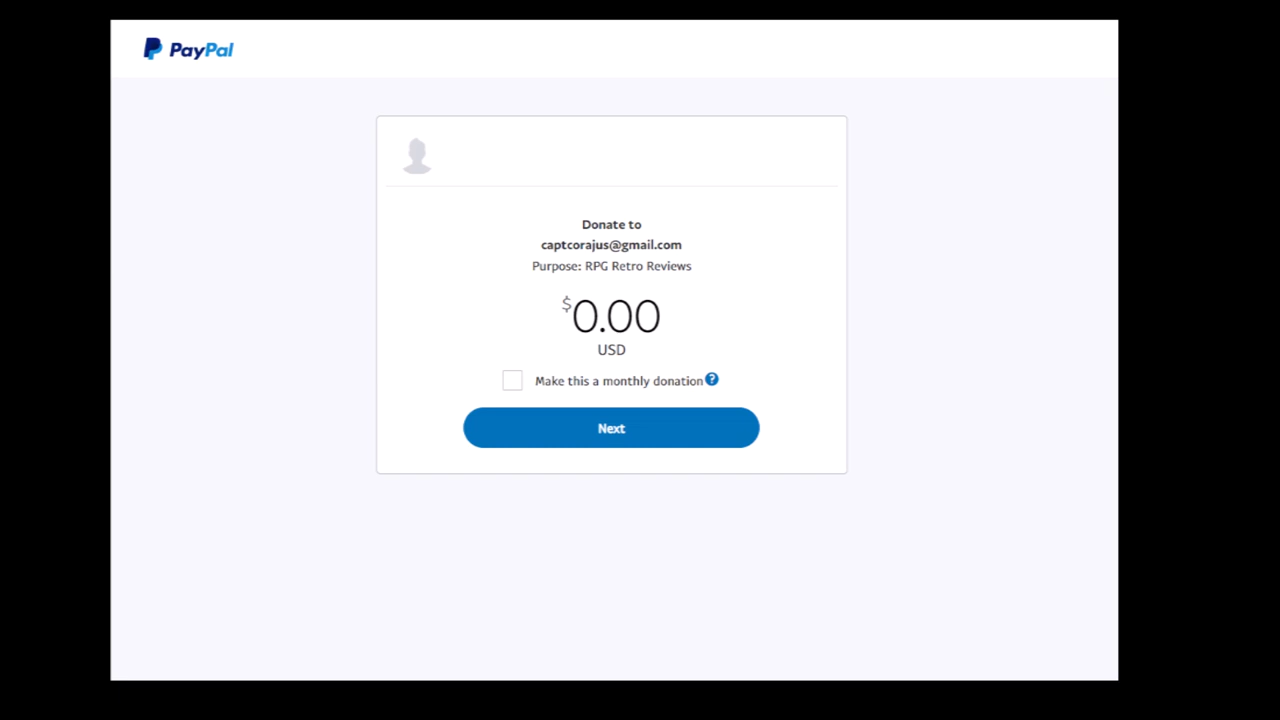 PayPal
Donate to
captcorajus@gmail.com
Purpose: RPG Retro Reviews
$0.00
USD
Make this a monthly donation ?
Next